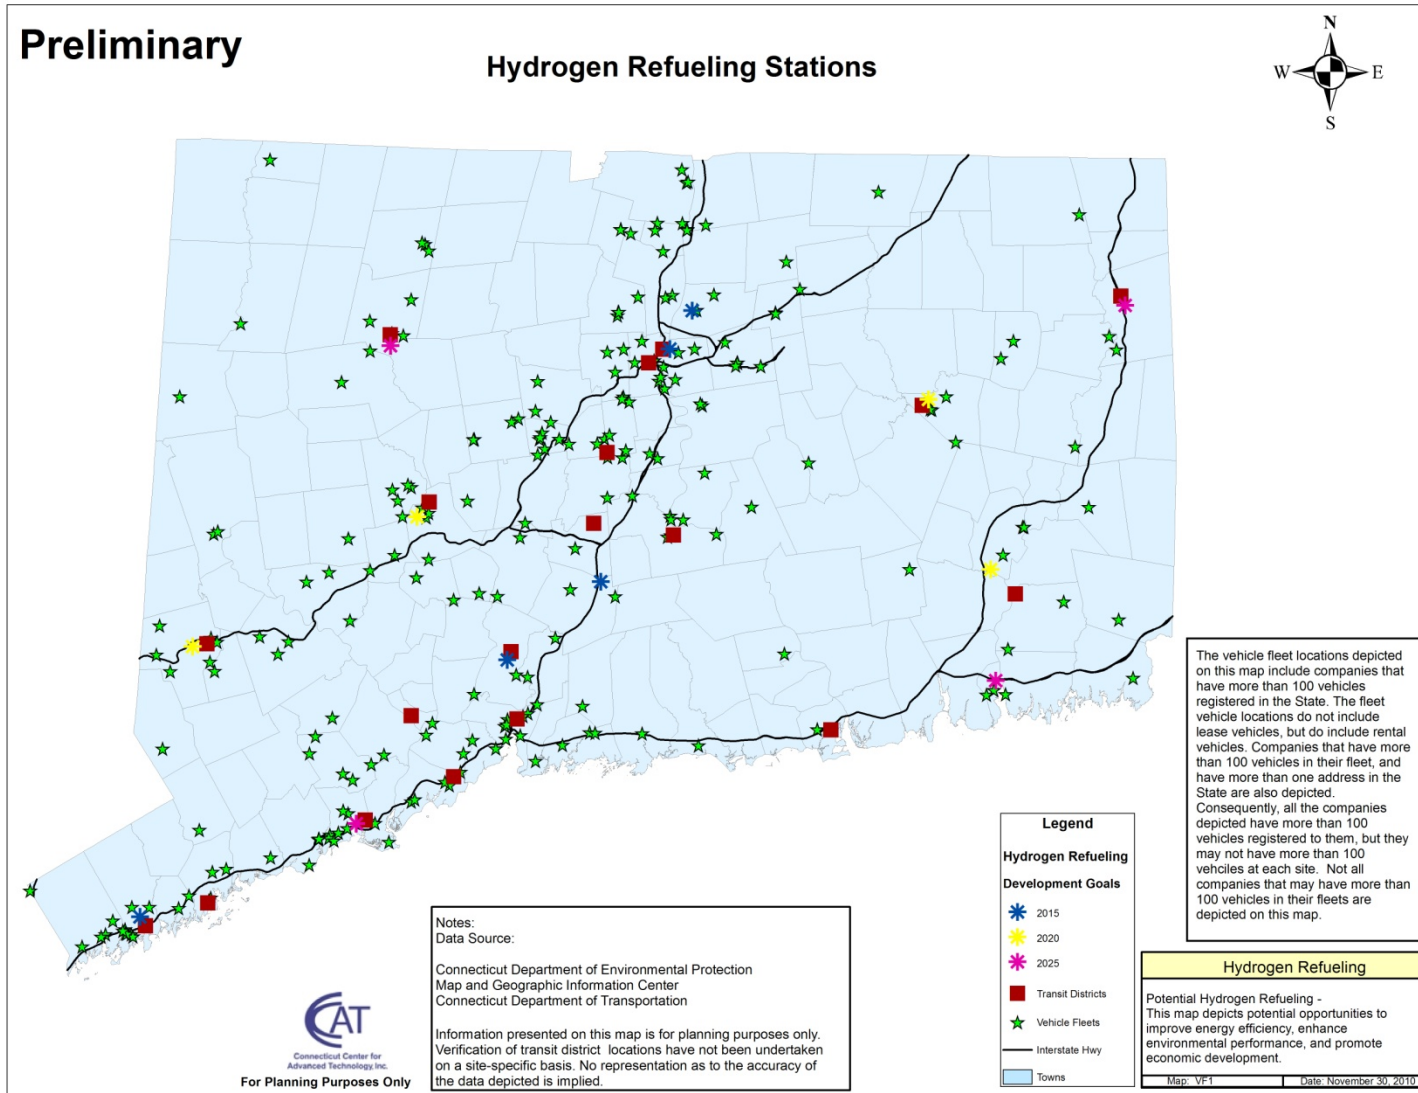 Preliminary
Hydrogen Refueling Stations
N
W
E
S
The vehicle fleet locations depicted
on this map include companies that
have more than 100 vehicles
registered in the State. The fleet
vehicle locations do not include
lease vehicles, but do include rental
vehicles. Companies that have more
than 100 vehicles in their fleet, and
have more than one address in the
State are also depicted.
Consequently, all the companies
depicted have more than 100
vehicles registered to them, but they
may not have more than 100
vehciles at each site. Not all
companies that may have more than
100 vehicles in their fleets are
depicted on this map.
Legend
Hydrogen Refueling
Development Goals
2015
2020
2025
Transit Districts
Vehicle Fleets
Interstate Hwy
Towns
Notes:
Data Source:
Connecticut Department of Environmental Protection
Map and Geographic Information Center
Connecticut Department of Transportation
Information presented on this map is for planning purposes only.
Verification of transit district locations have not been undertaken
on a site-specific basis. No representation as to the accuracy of
the data depicted is implied.
CCAT
Connecticut Center for
Advanced Technology, Inc.
For Planning Purposes Only
Hydrogen Refueling
Potential Hydrogen Refueling -
This map depicts potential opportunities to
improve energy efficiency, enhance
environmental performance, and promote
economic development.
Map: VF1
Date: November 30, 2010